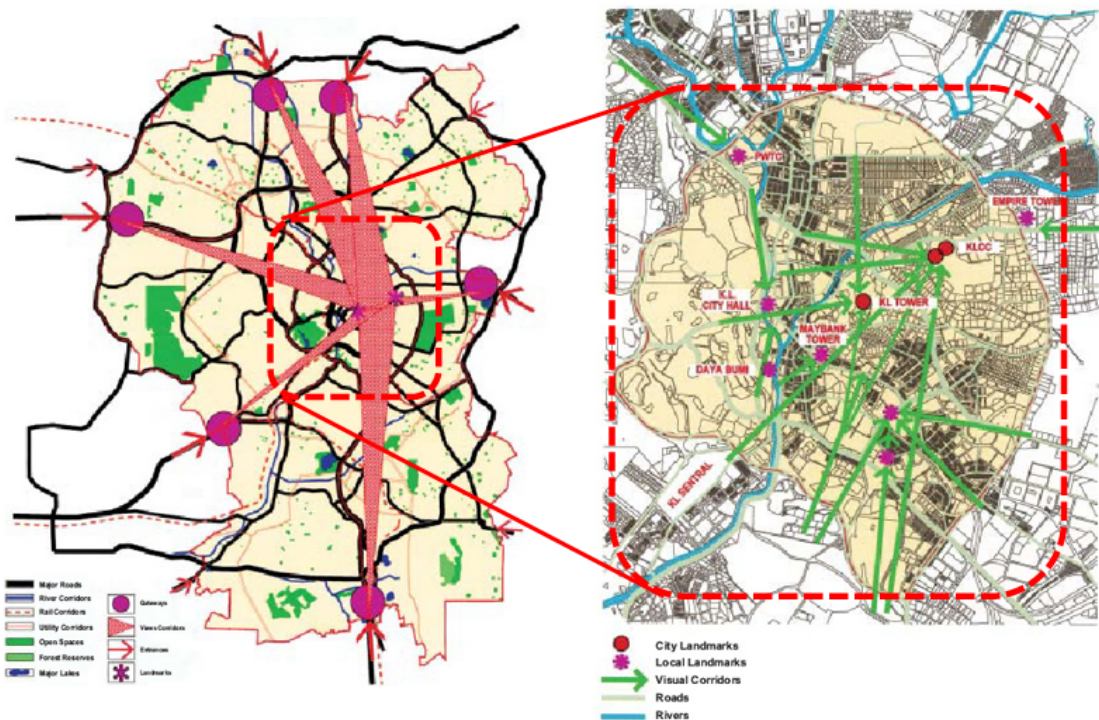 Major Roads
River Corridors
Rail Corridors
Utility Corridors
Open Spaces
Forest Reserves
Major Lakes
Gateways
Views Corridors
Entrances
Landmarks
PWTC
EMPIRE TOWER
KLCC
K.L.
CITY HALL
KL TOWER
MAYBANK
TOWER
DAYA BUMI
KL SENTRAL
City Landmarks
Local Landmarks
Visual Corridors
Roads
Rivers